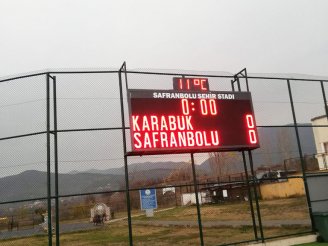 11°C
SAFRANBOLU ŞEHİR STADI
0:00
KARABUK 0
SAFRANBOLU 0